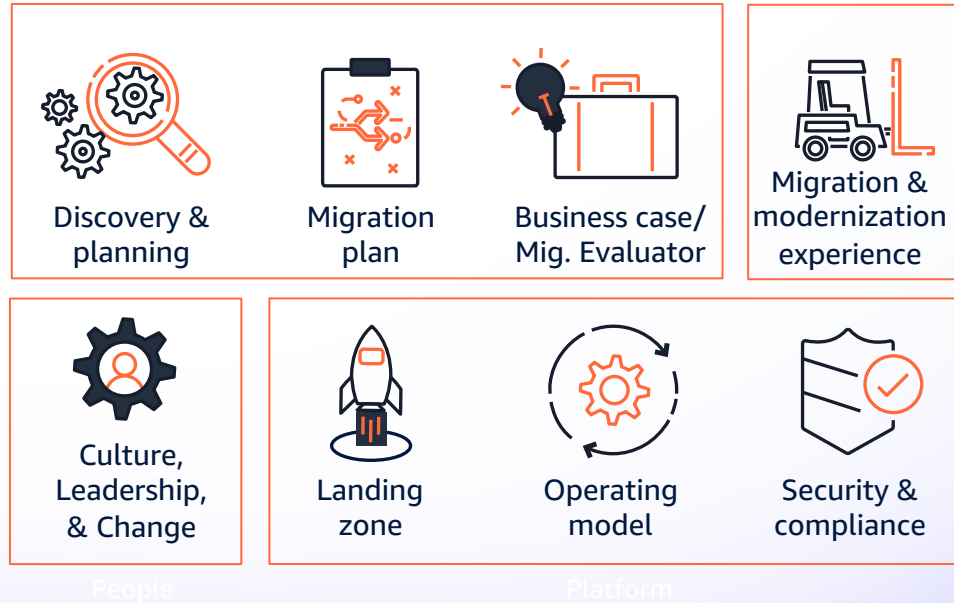 Discovery &
planning
Migration
plan
Business case/
Mig. Evaluator
Migration &
modernization
experience
Culture,
Leadership,
& Change
Landing
zone
Operating
model
Security &
compliance
People
Platform